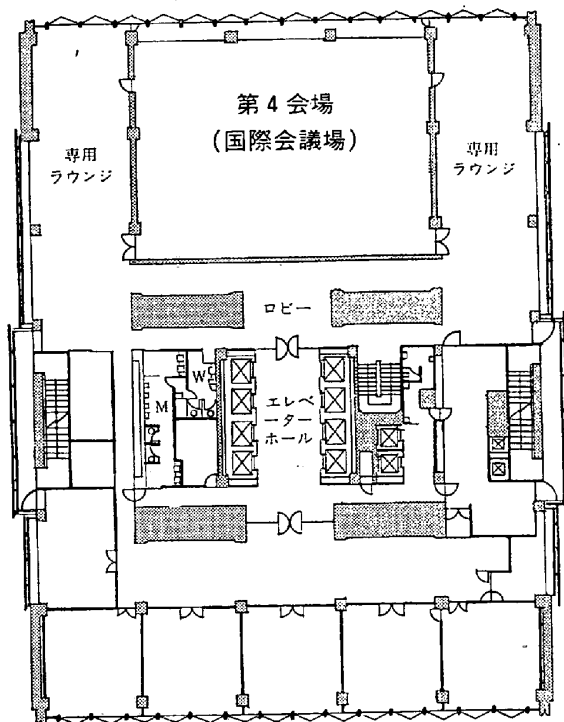 第4会場
(国際会議場)
専用
ラウンジ
専用
ラウンジ
ロビー
W
M
エレベ
ーター
ホール